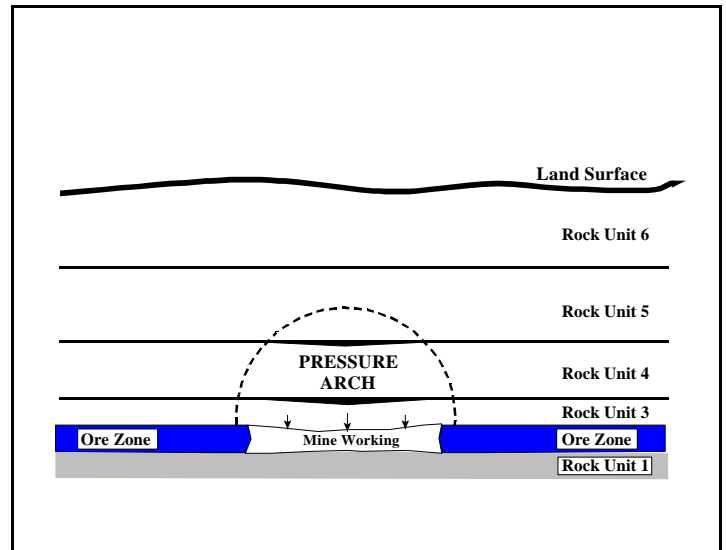 Land Surface
Rock Unit 6
Rock Unit 5
PRESSURE
ARCH
Rock Unit 4
Rock Unit 3
Ore Zone
Mine Working
Ore Zone
Rock Unit 1